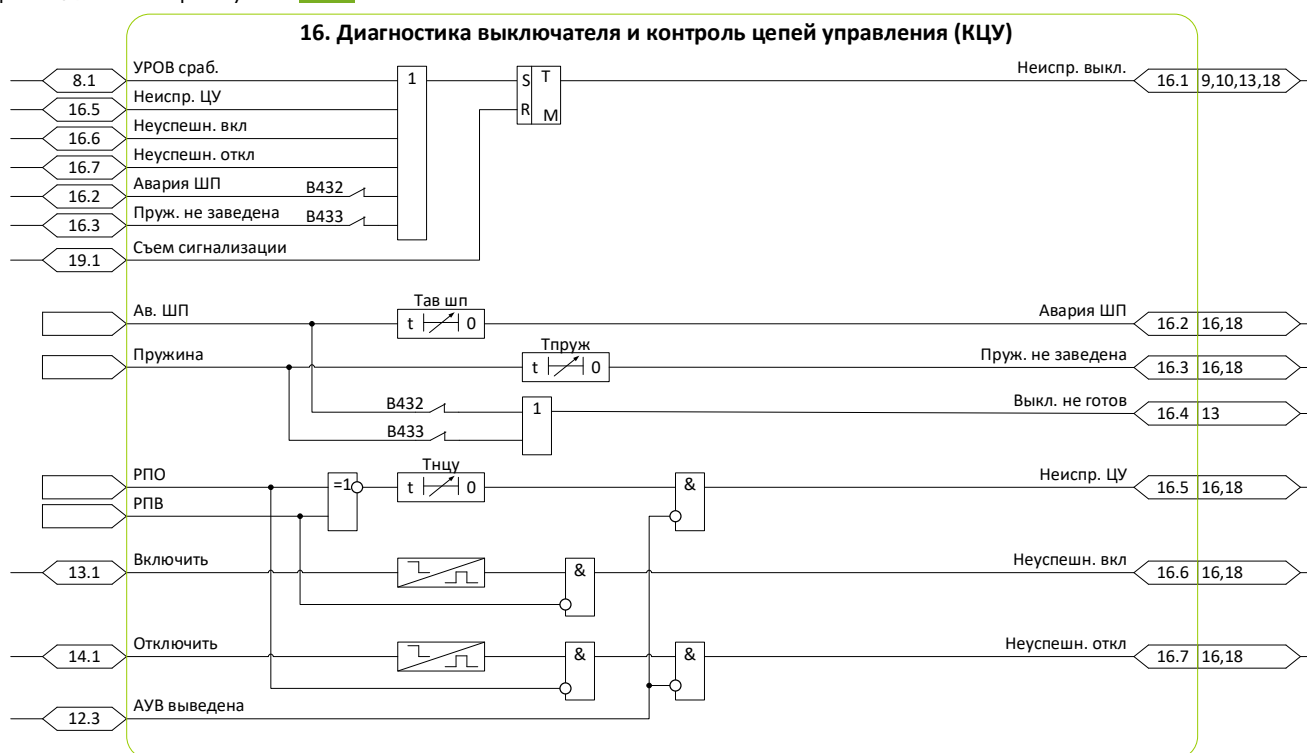 16. Диагностика выключателя и контроль цепей управления (КЦУ)
8.1 УРОВ сраб. 1 S T Неиспр. выкл. 16.1 9,10,13,18
16.5 Неиспр. ЦУ R M
16.6 Неуспешн. вкл
16.7 Неуспешн. откл
16.2 Авария ШП В432
16.3 Пруж. не заведена В433
19.1 Съем сигнализации
Ав. ШП Тав шп t 0 Авария ШП 16.2 16,18
Пружина Тпруж t 0 Пруж. не заведена 16.3 16,18
В432 1 Выкл. не готов 16.4 13
В433
РПО =1 Тнцу t 0 & Неиспр. ЦУ 16.5 16,18
РПВ
13.1 Включить & Неуспешн. вкл 16.6 16,18
14.1 Отключить & & Неуспешн. откл 16.7 16,18
12.3 АУВ выведена